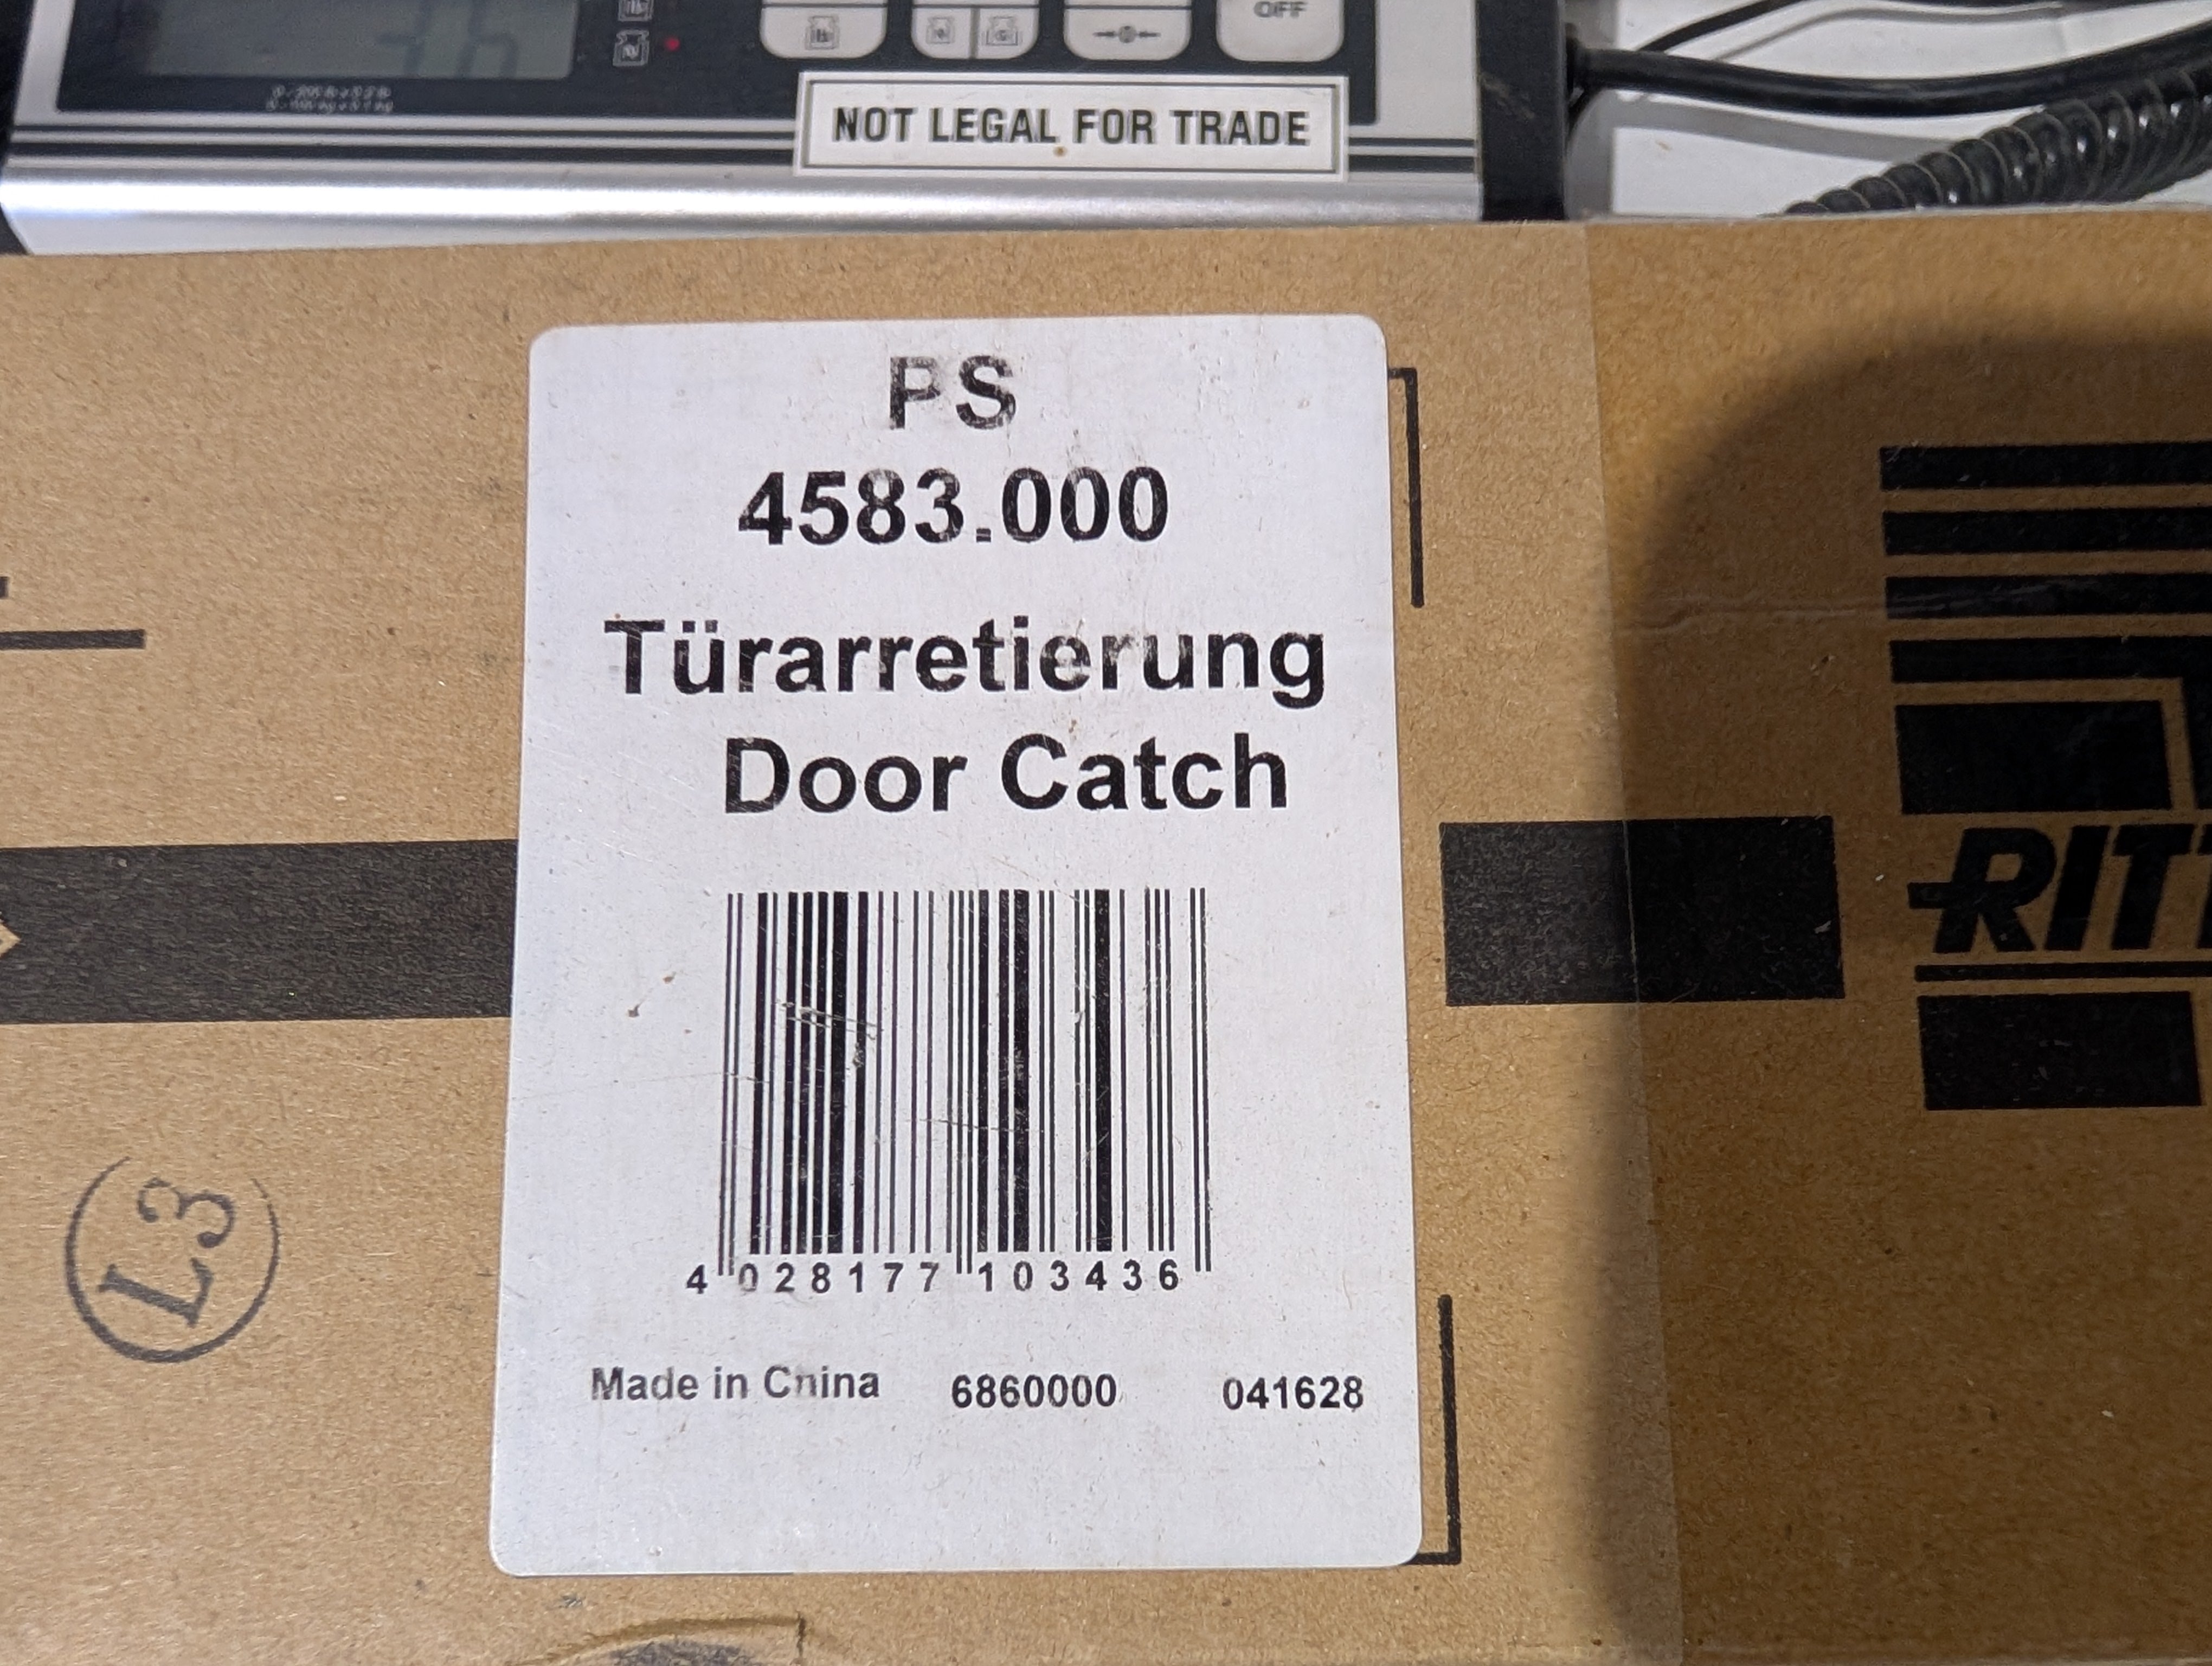 OFF
NOT LEGAL FOR TRADE
PS
4583.000
Türarretierung
Door Catch
RITT
4 028177 103436
L3
Made in China 6860000 041628